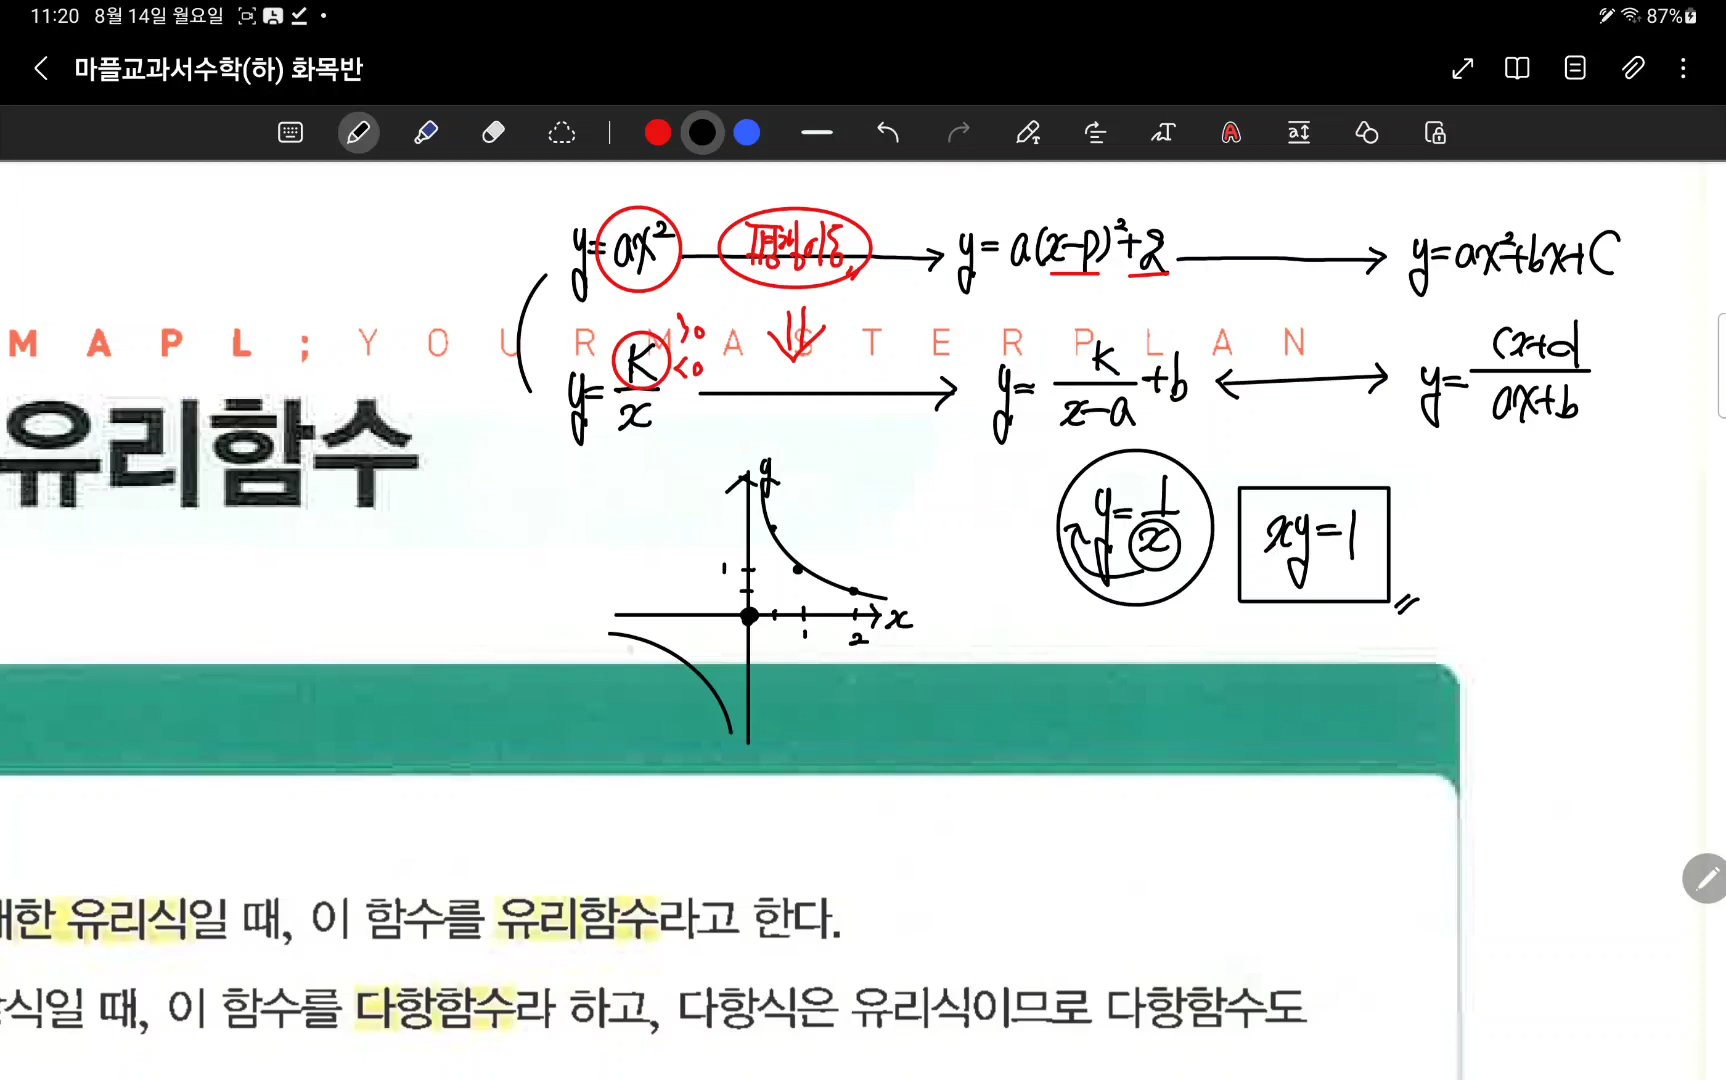 11:20 8월 14일 월요일 87%
마플교과서수학(하) 화목반
y=ax² 평행이동 y=a(x-p)²+q y=ax²+bx+C
MAPL;YOUR MASTERPLAN
y=K/x >0 <0 y=k/(x-a)+b y=(cx+d)/(ax+b)
유리함수
y
1
x
1 2
y=1/x xy=1
한 유리식일 때, 이 함수를 유리함수라고 한다.
식일 때, 이 함수를 다항함수라 하고, 다항식은 유리식이므로 다항함수도